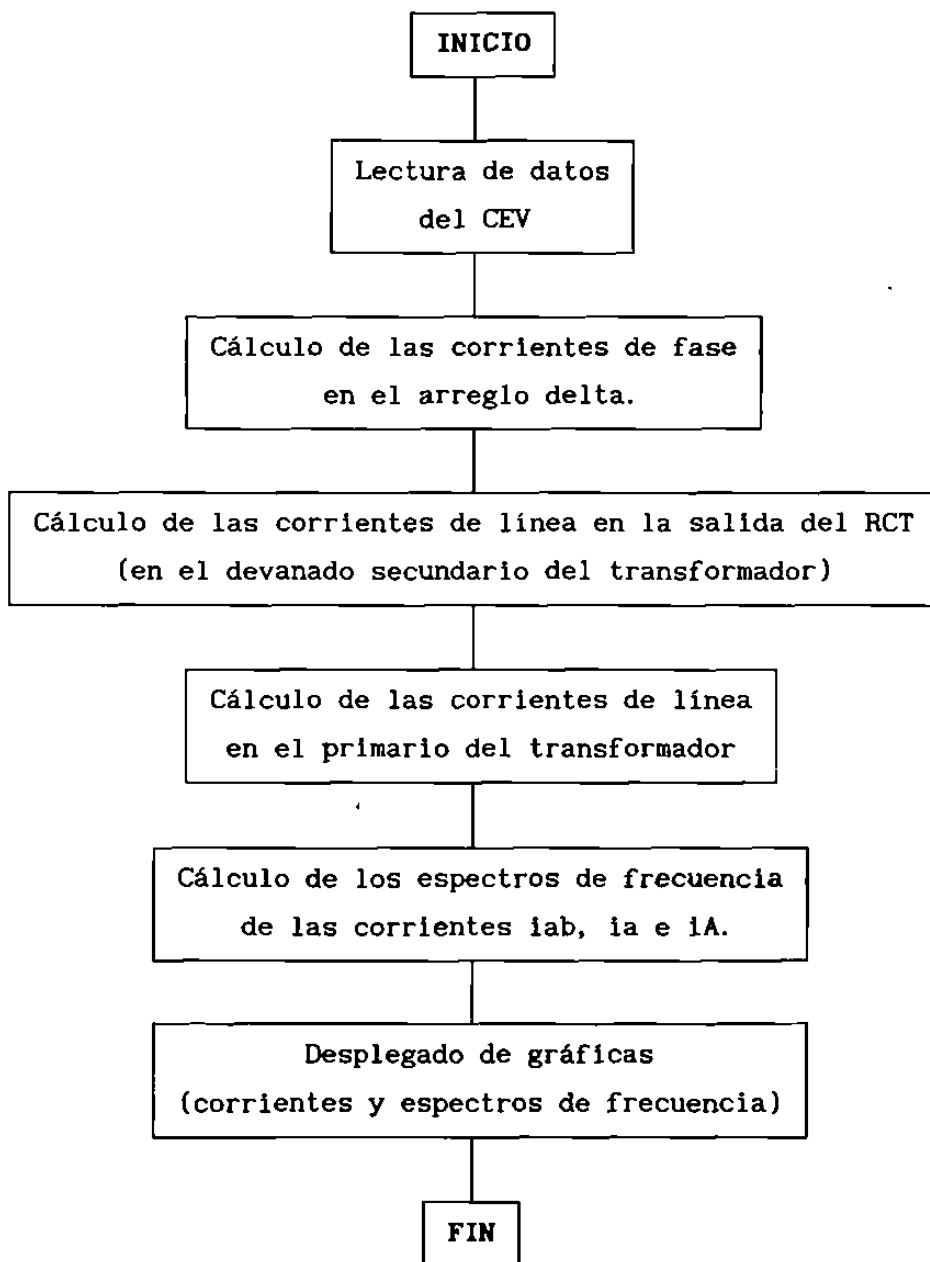 INICIO
Lectura de datos
del CEV
Cálculo de las corrientes de fase
en el arreglo delta.
Cálculo de las corrientes de línea en la salida del RCT
(en el devanado secundario del transformador)
Cálculo de las corrientes de línea
en el primario del transformador
Cálculo de los espectros de frecuencia
de las corrientes iab, ia e iA.
Desplegado de gráficas
(corrientes y espectros de frecuencia)
FIN